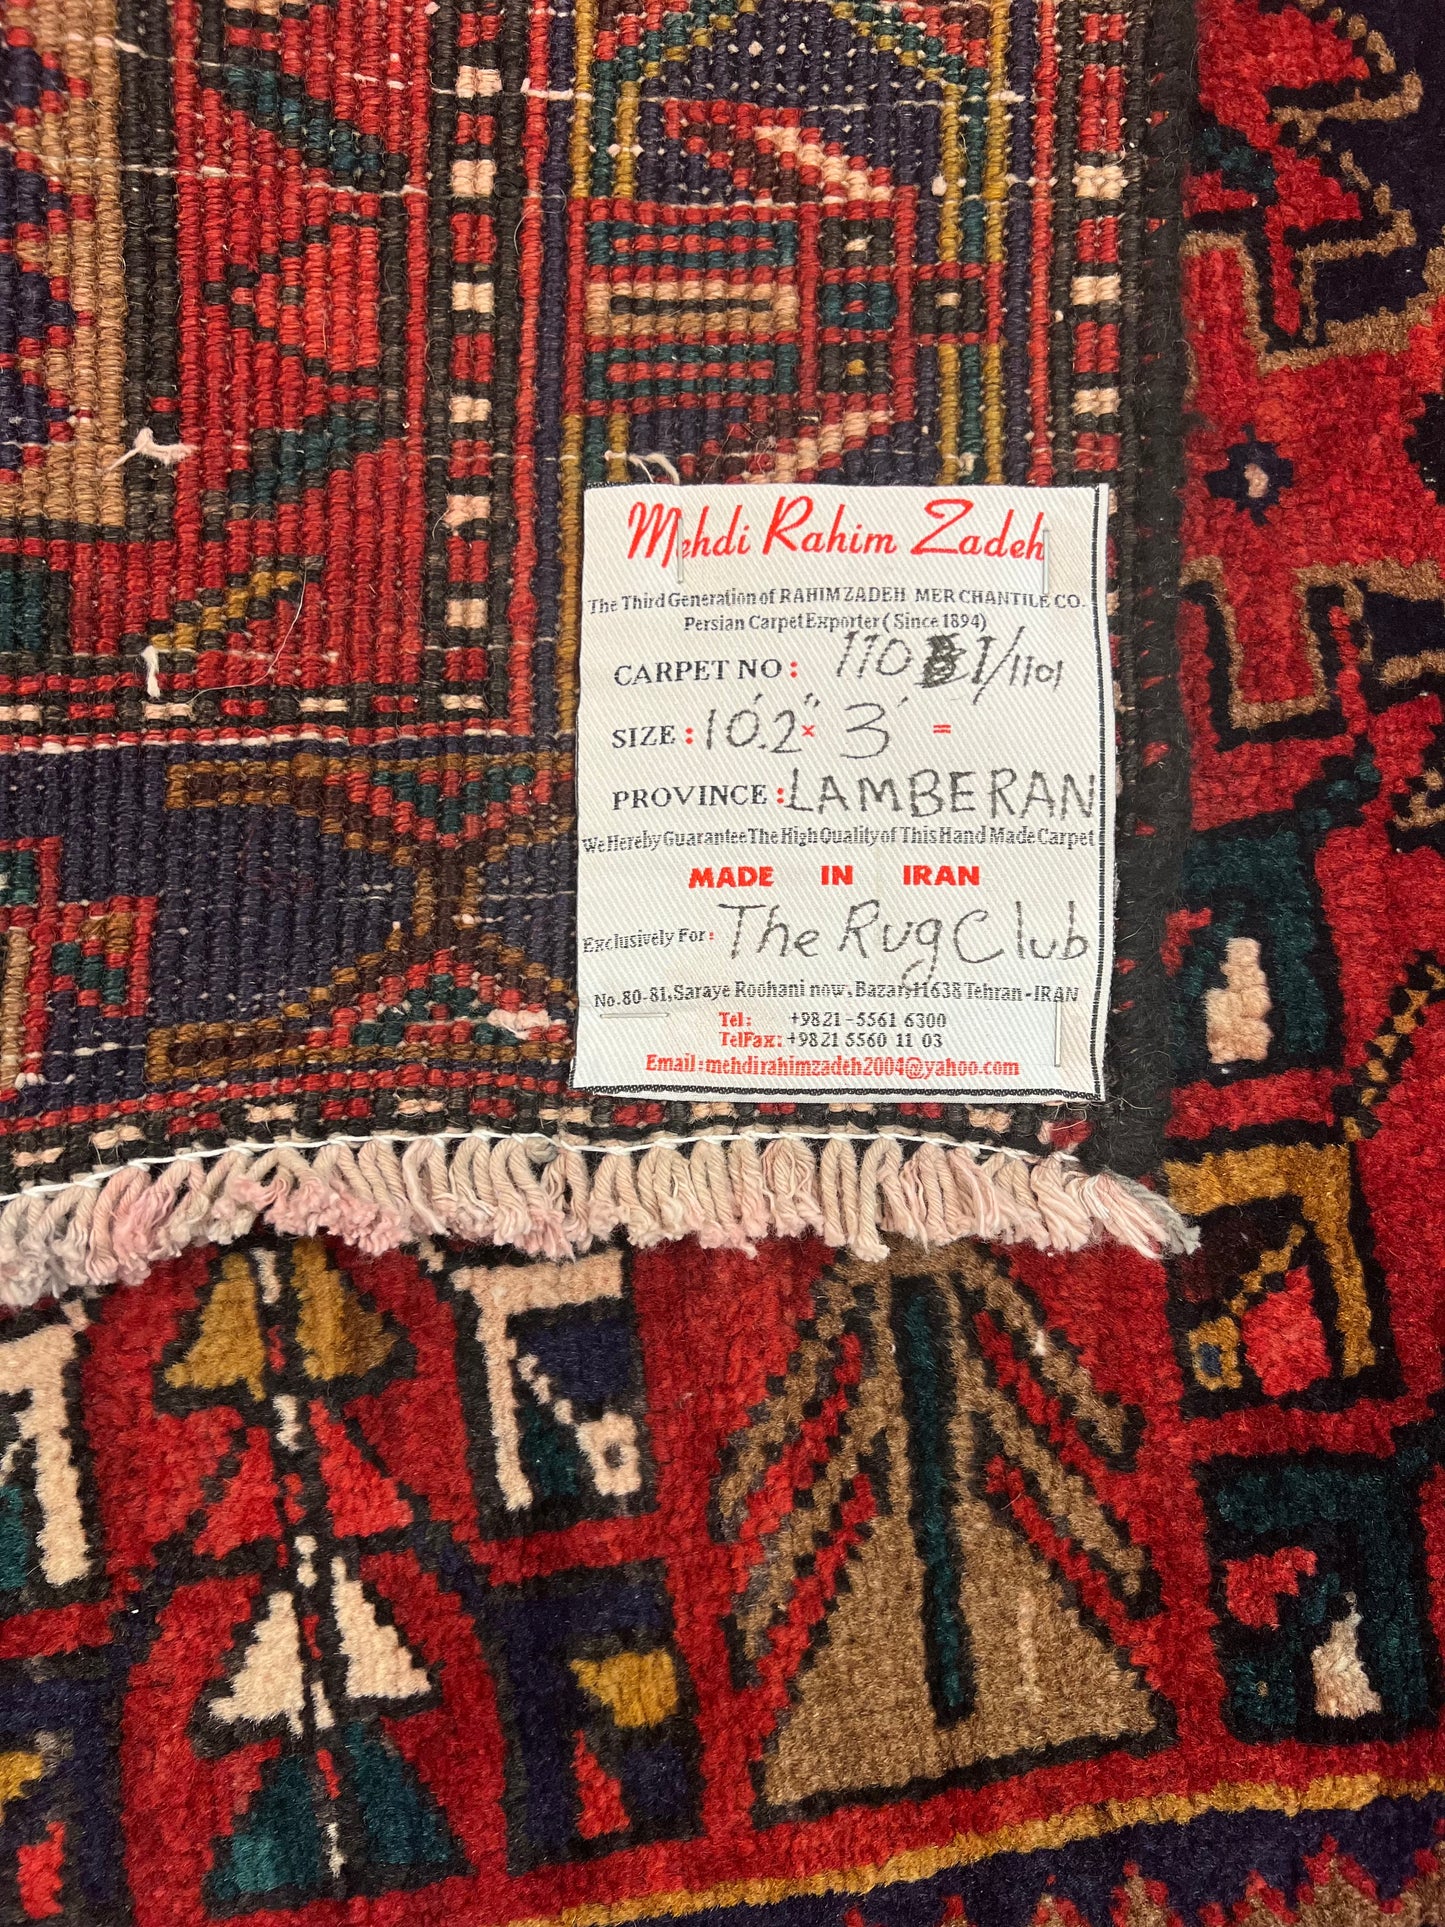 Mehdi Rahim Zadeh
The Third Generation of RAHIMZADEH MERCHANTILE CO.
Persian Carpet Exporter ( Since 1894)
CARPET NO : 110 1/1101
SIZE : 10'.2" × 3' =
PROVINCE : LAMBERAN
We Hereby Guarantee The High Quality of This Hand Made Carpet
MADE IN IRAN
Exclusively For : The Rug Club
No.80-81, Saraye Roohani now, Bazar, 11638 Tehran - IRAN
Tel : +9821-5561 6300
TelFax : +9821 5560 11 03
Email : mehdirahimzadeh2004@yahoo.com